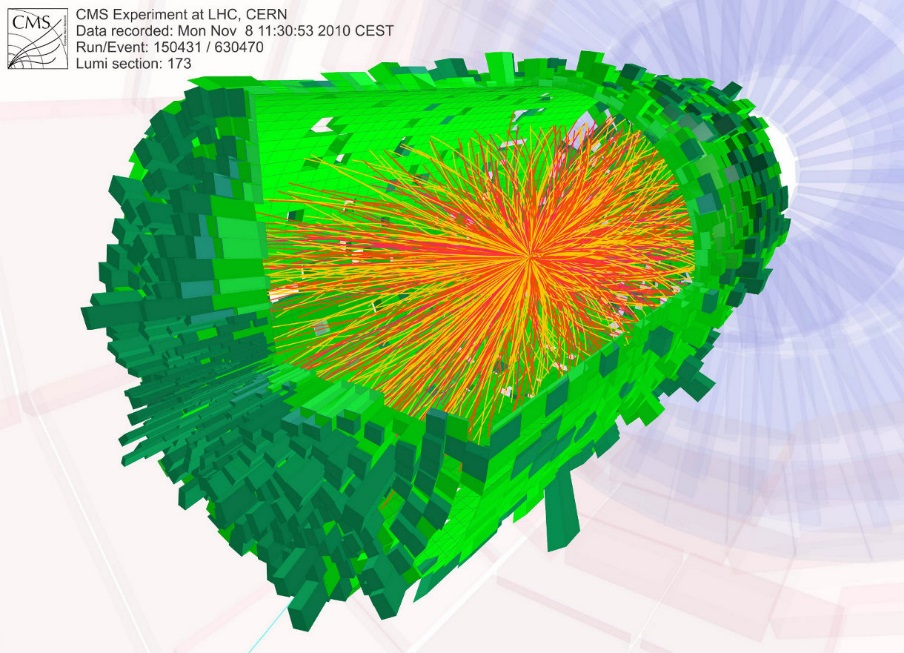 CMS
CMS Experiment at LHC, CERN
Data recorded: Mon Nov 8 11:30:53 2010 CEST
Run/Event: 150431 / 630470
Lumi section: 173